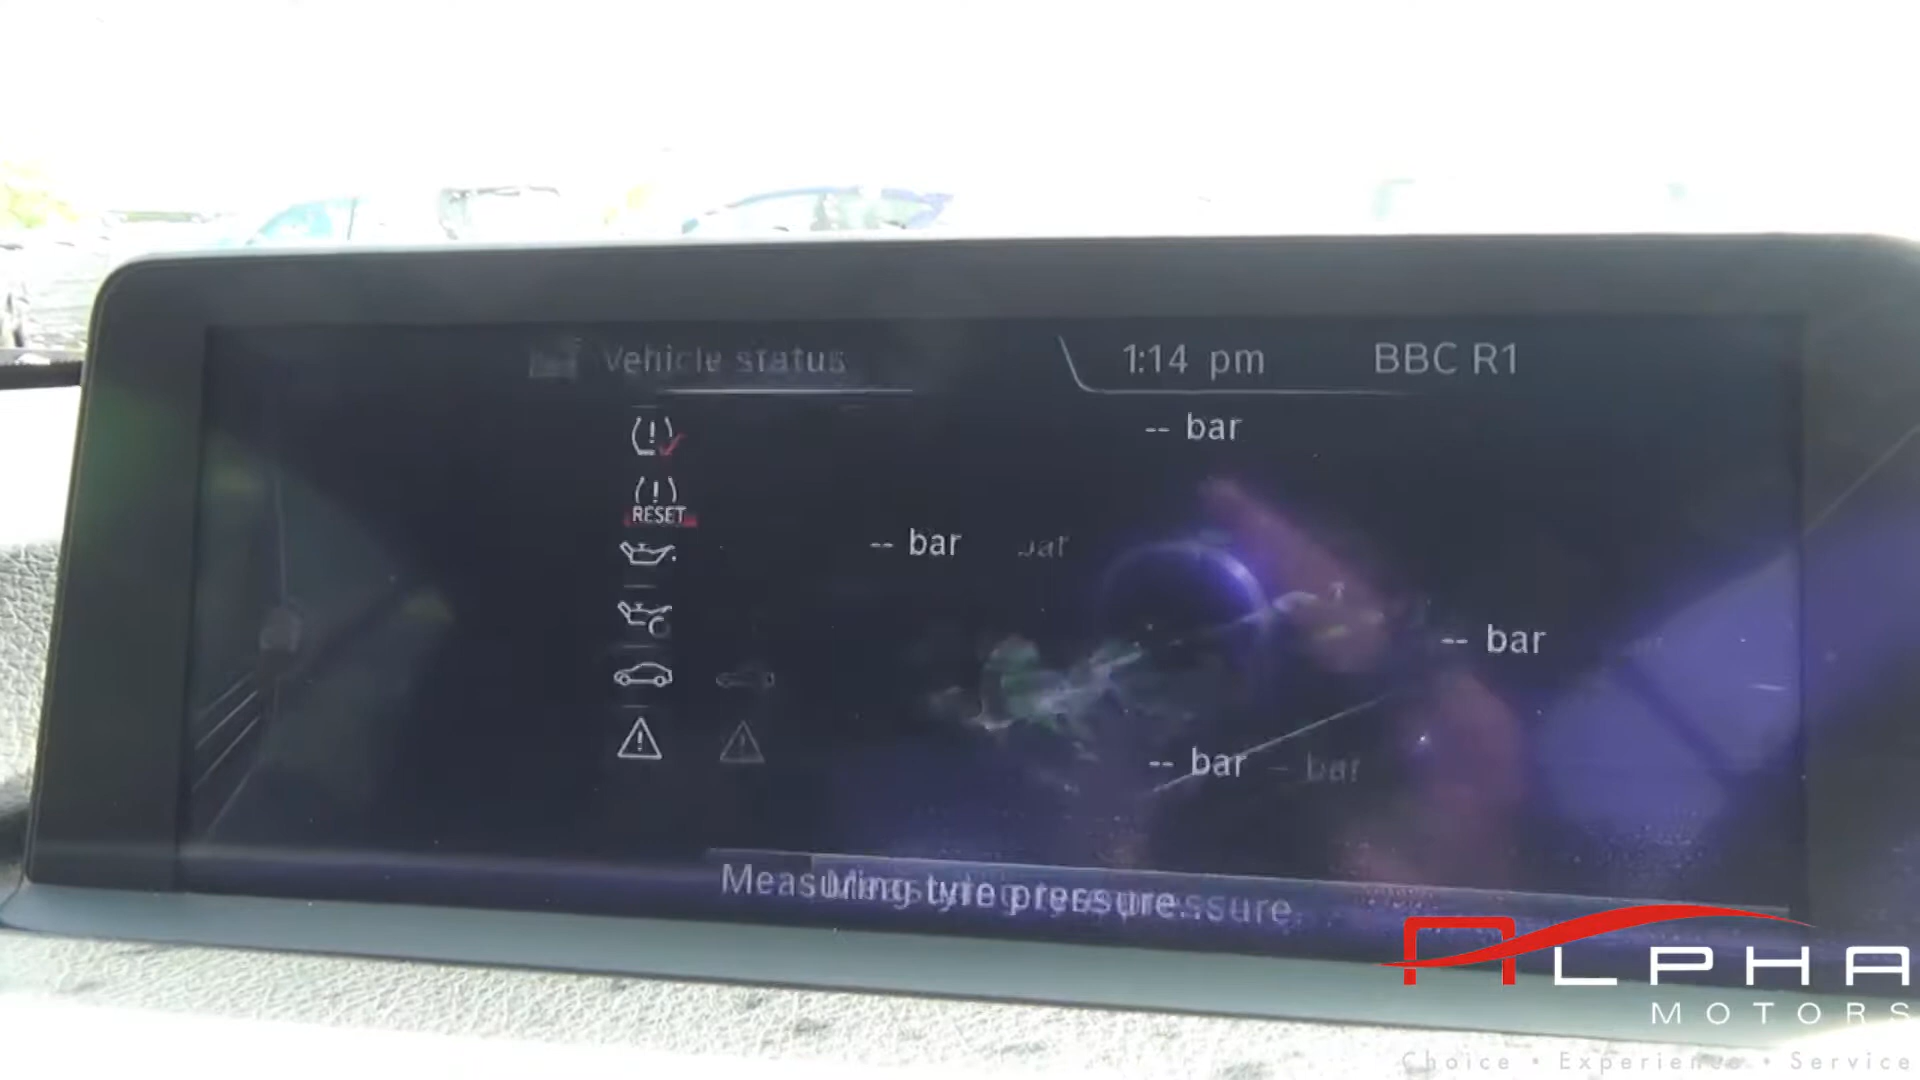 Vehicle status
1:14 pm
BBC R1
-- bar
RESET
-- bar
-- bar
-- bar
Measuring tyre pressure...
ALPHA
MOTORS
Choice • Experience • Service